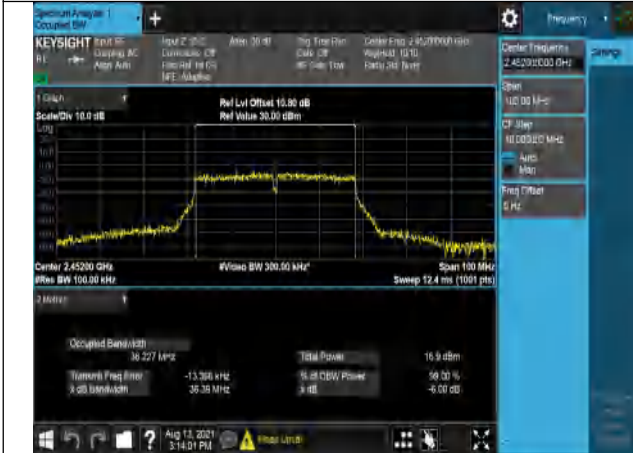 Spectrum Analyzer 1
Occupied BW
+
Frequency
KEYSIGHT Input: RF
Coupling: AC
Align: Auto
Input Z: 50 Ω
Corrections: Off
Freq Ref: Int (S)
NFE: Adaptive
Atten: 30 dB
Trig: Free Run
Gate: Off
#IF Gain: Low
Center Freq: 2.452000000 GHz
Avg|Hold: 10/10
Radio Std: None
Center Frequency
2.452000000 GHz
Settings
Span
100.00 MHz
CF Step
10.000000 MHz
Auto
Man
Freq Offset
0 Hz
1 Graph
Scale/Div 10.0 dB
Ref Lvl Offset 10.80 dB
Ref Value 30.00 dBm
Log
Center 2.45200 GHz
#Video BW 300.00 kHz*
Span 100 MHz
#Res BW 100.00 kHz
Sweep 12.4 ms (1001 pts)
2 Metrics
Occupied Bandwidth
36.227 MHz
Total Power
16.9 dBm
Transmit Freq Error
-13.366 kHz
% of OBW Power
99.00 %
x dB Bandwidth
36.39 MHz
x dB
-6.00 dB
?
Aug 13, 2021
3:14:01 PM